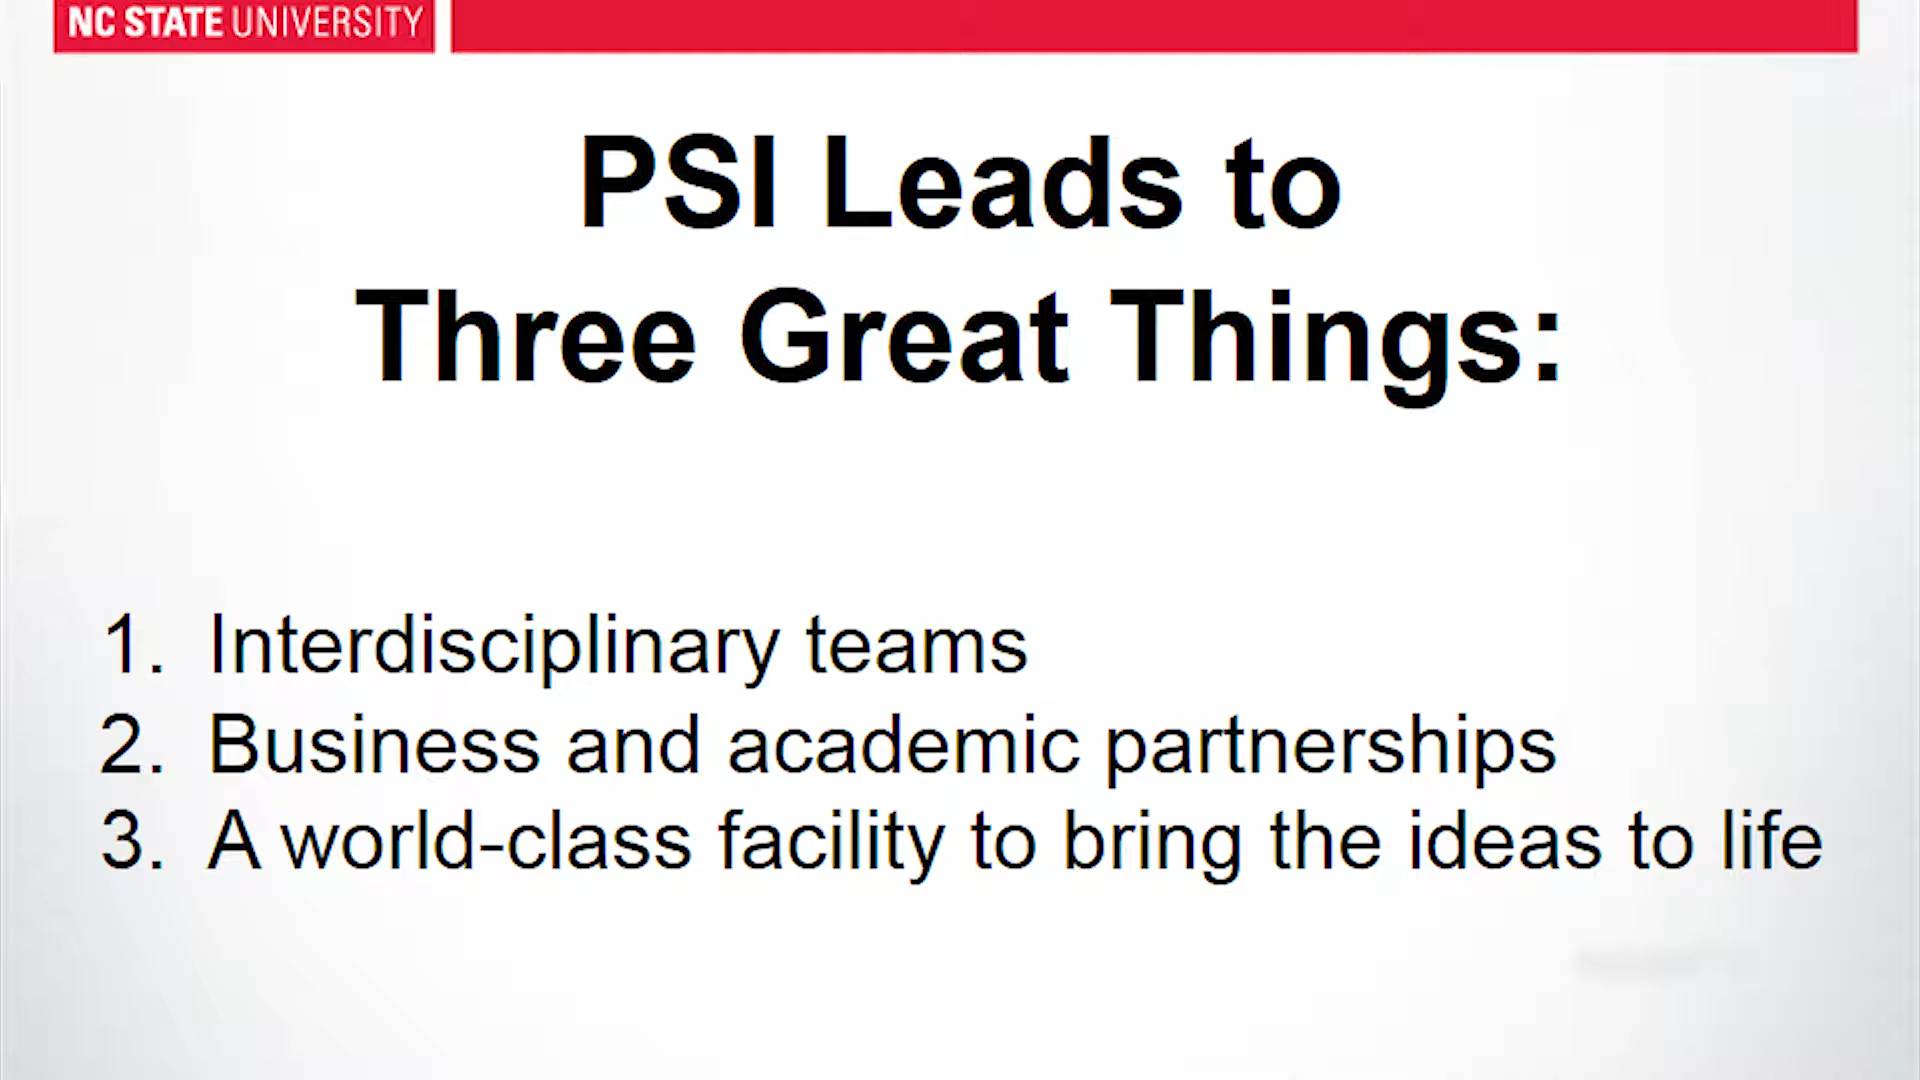 NC STATE UNIVERSITY
PSI Leads to
Three Great Things:
1. Interdisciplinary teams
2. Business and academic partnerships
3. A world-class facility to bring the ideas to life